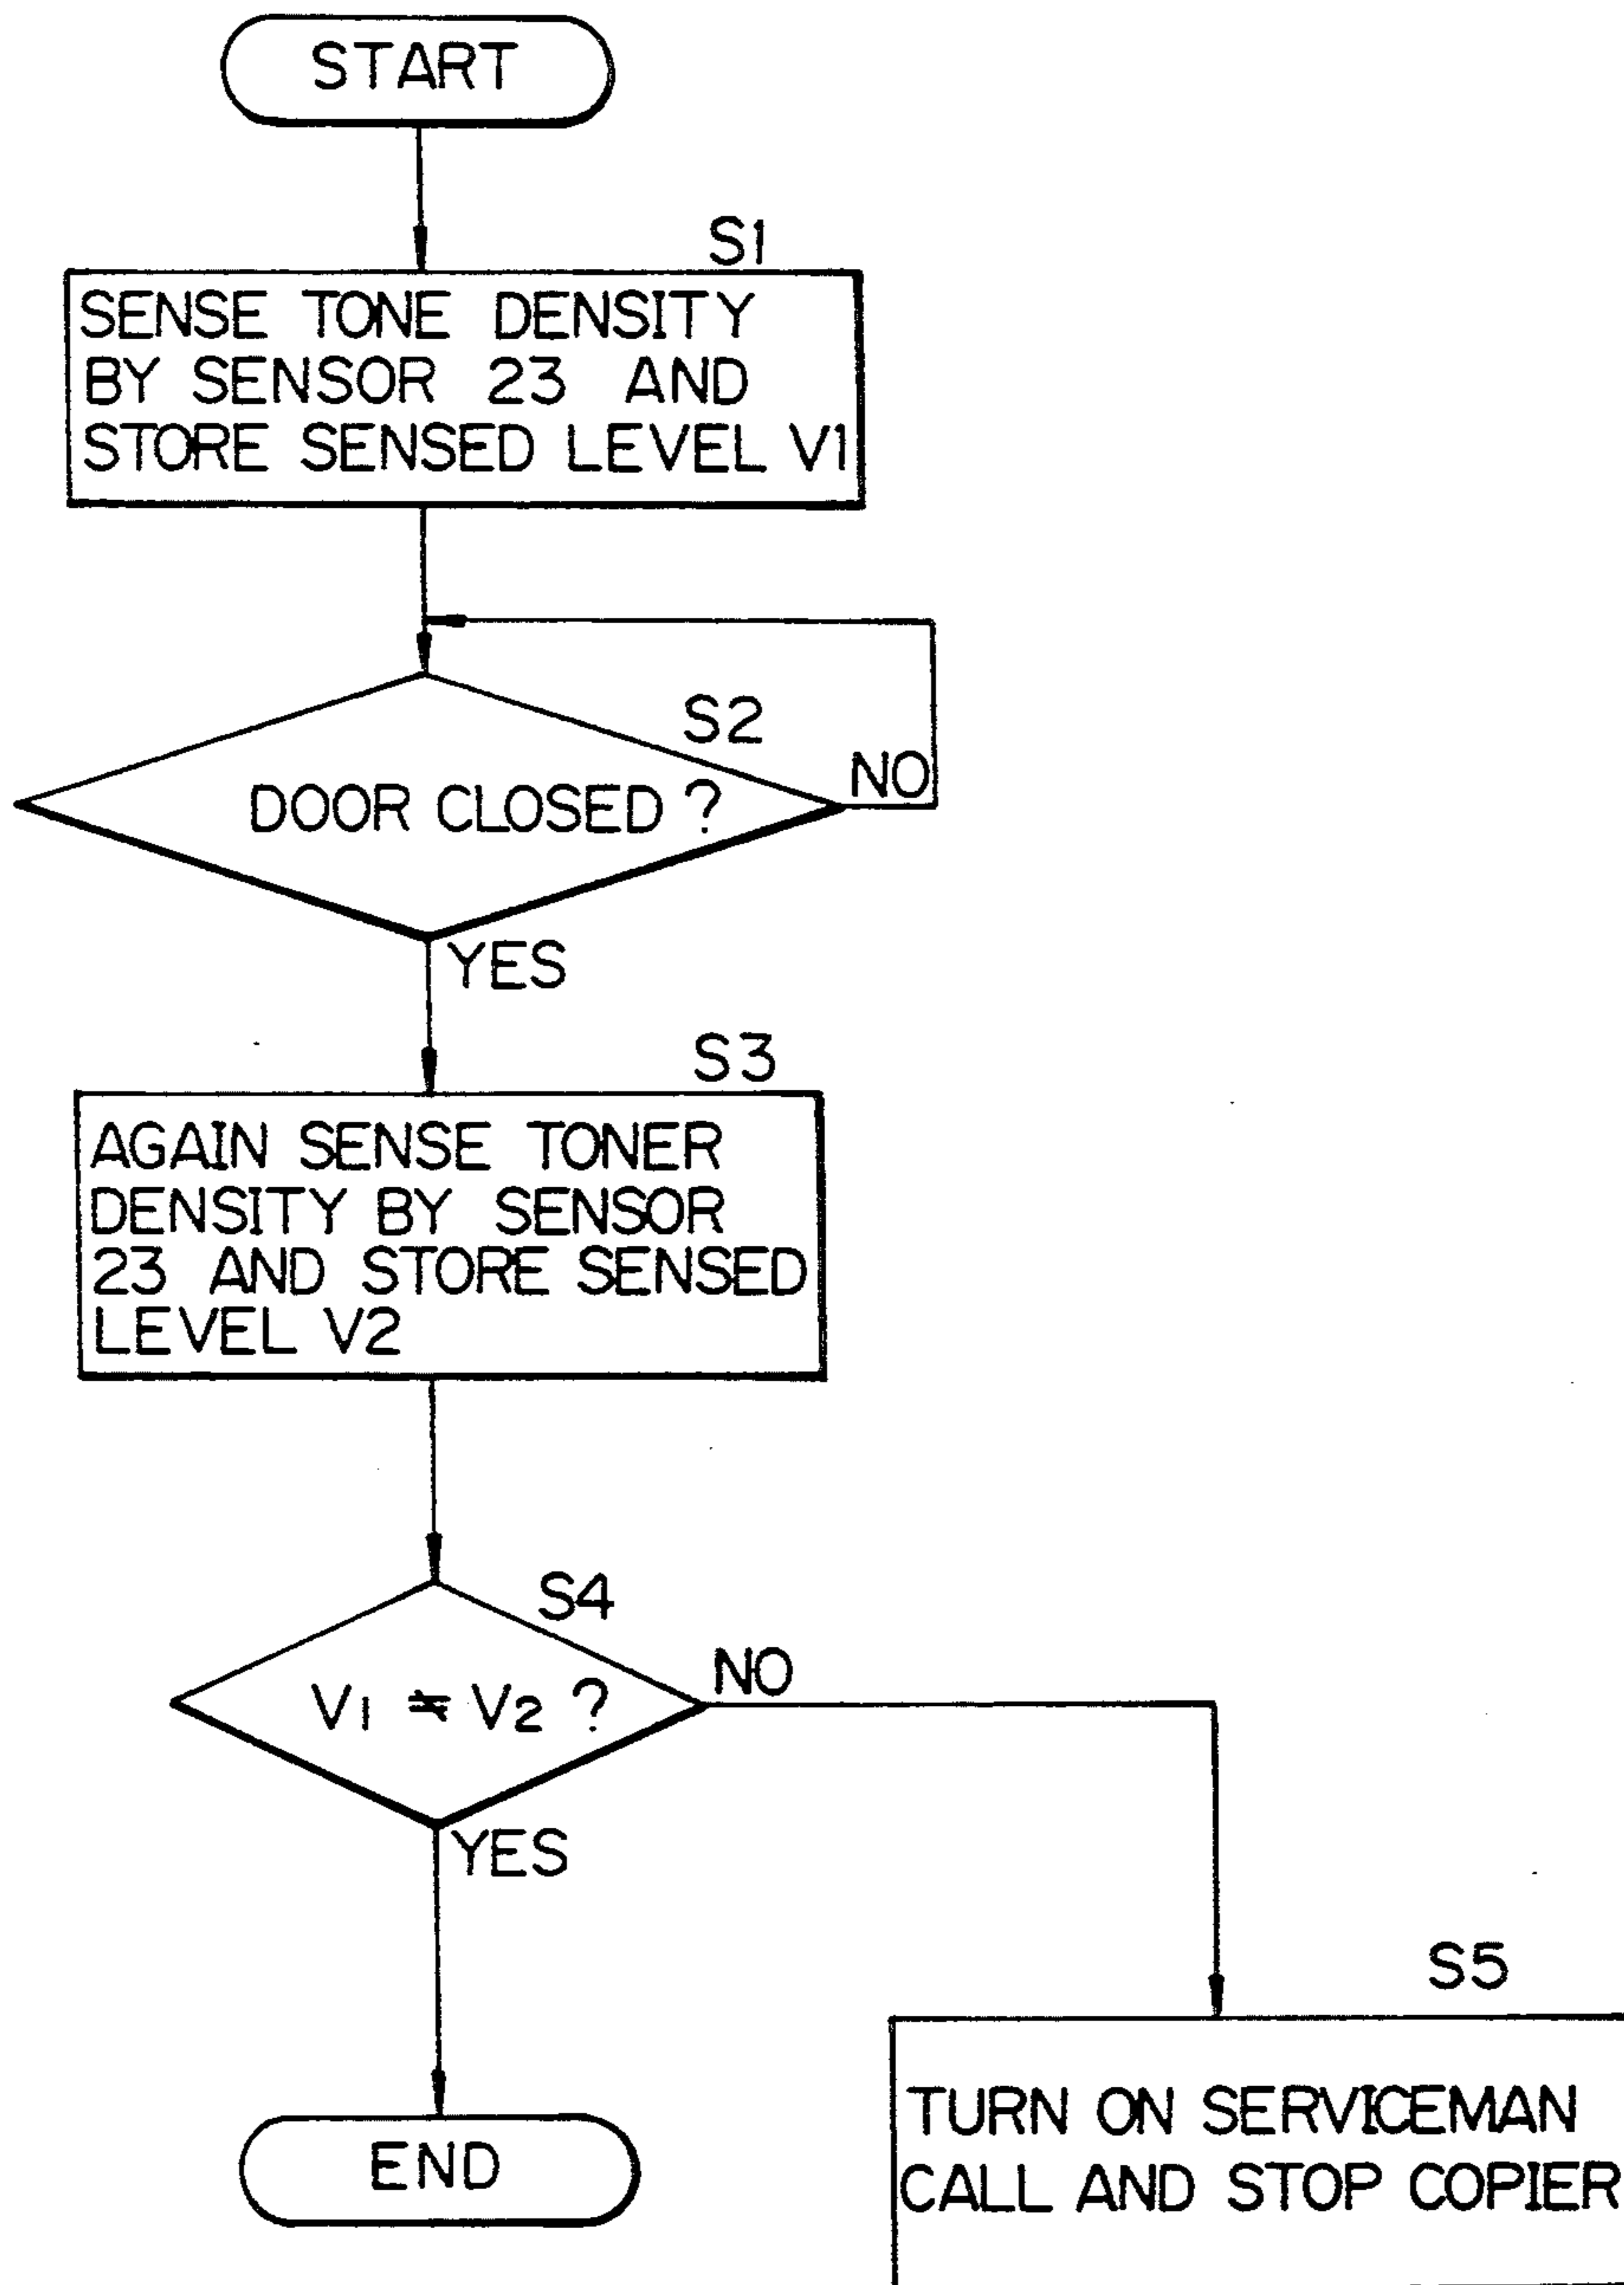 START
S1
SENSE TONE DENSITY
BY SENSOR 23 AND
STORE SENSED LEVEL V1
S2
DOOR CLOSED ?
NO
YES
S3
AGAIN SENSE TONER
DENSITY BY SENSOR
23 AND STORE SENSED
LEVEL V2
S4
V1 ≒ V2 ?
NO
YES
END
S5
TURN ON SERVICEMAN
CALL AND STOP COPIER